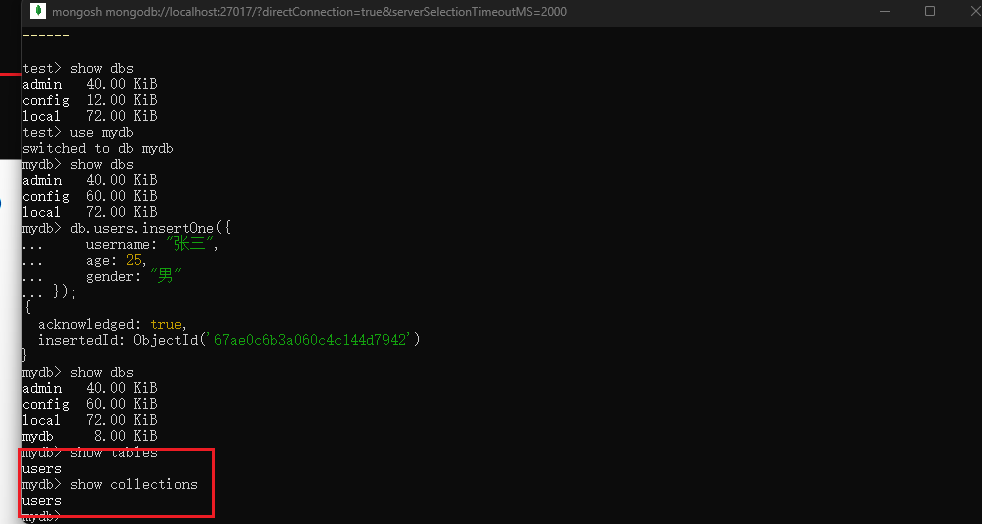 mongosh mongodb://localhost:27017/?directConnection=true&serverSelectionTimeoutMS=2000
------
test> show dbs
admin   40.00 KiB
config  12.00 KiB
local   72.00 KiB
test> use mydb
switched to db mydb
mydb> show dbs
admin   40.00 KiB
config  60.00 KiB
local   72.00 KiB
mydb> db.users.insertOne({
...     username: "张三",
...     age: 25,
...     gender: "男"
... });
{
  acknowledged: true,
  insertedId: ObjectId('67ae0c6b3a060c4c144d7942')
}
mydb> show dbs
admin   40.00 KiB
config  60.00 KiB
local   72.00 KiB
mydb     8.00 KiB
mydb> show tables
users
mydb> show collections
users
mydb>